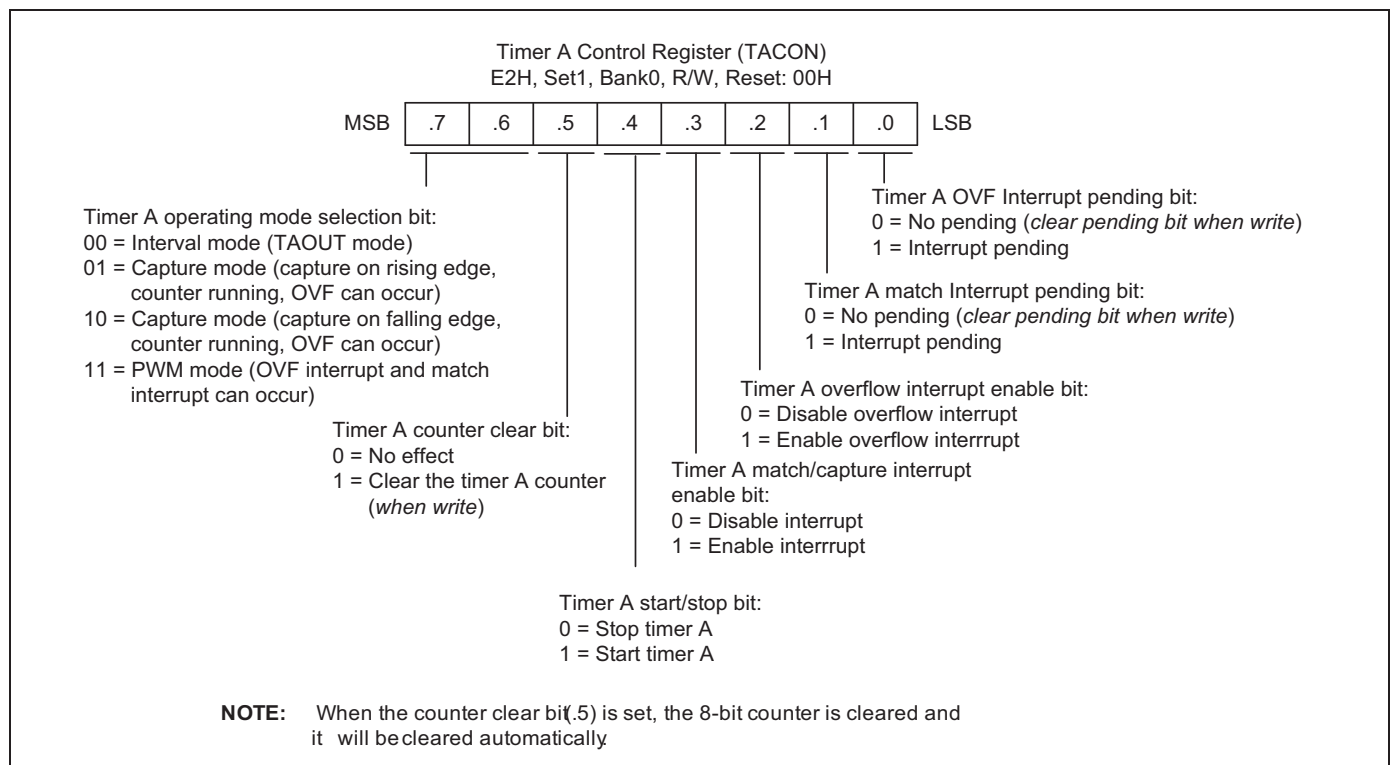 Timer A Control Register (TACON)
E2H, Set1, Bank0, R/W, Reset: 00H
MSB .7 .6 .5 .4 .3 .2 .1 .0 LSB
Timer A OVF Interrupt pending bit:
0 = No pending (clear pending bit when write)
1 = Interrupt pending
Timer A operating mode selection bit:
00 = Interval mode (TAOUT mode)
01 = Capture mode (capture on rising edge,
counter running, OVF can occur)
10 = Capture mode (capture on falling edge,
counter running, OVF can occur)
11 = PWM mode (OVF interrupt and match
interrupt can occur)
Timer A match Interrupt pending bit:
0 = No pending (clear pending bit when write)
1 = Interrupt pending
Timer A overflow interrupt enable bit:
0 = Disable overflow interrupt
1 = Enable overflow interrrupt
Timer A counter clear bit:
0 = No effect
1 = Clear the timer A counter
(when write)
Timer A match/capture interrupt
enable bit:
0 = Disable interrupt
1 = Enable interrrupt
Timer A start/stop bit:
0 = Stop timer A
1 = Start timer A
NOTE: When the counter clear bit(.5) is set, the 8-bit counter is cleared and
it will be cleared automatically.